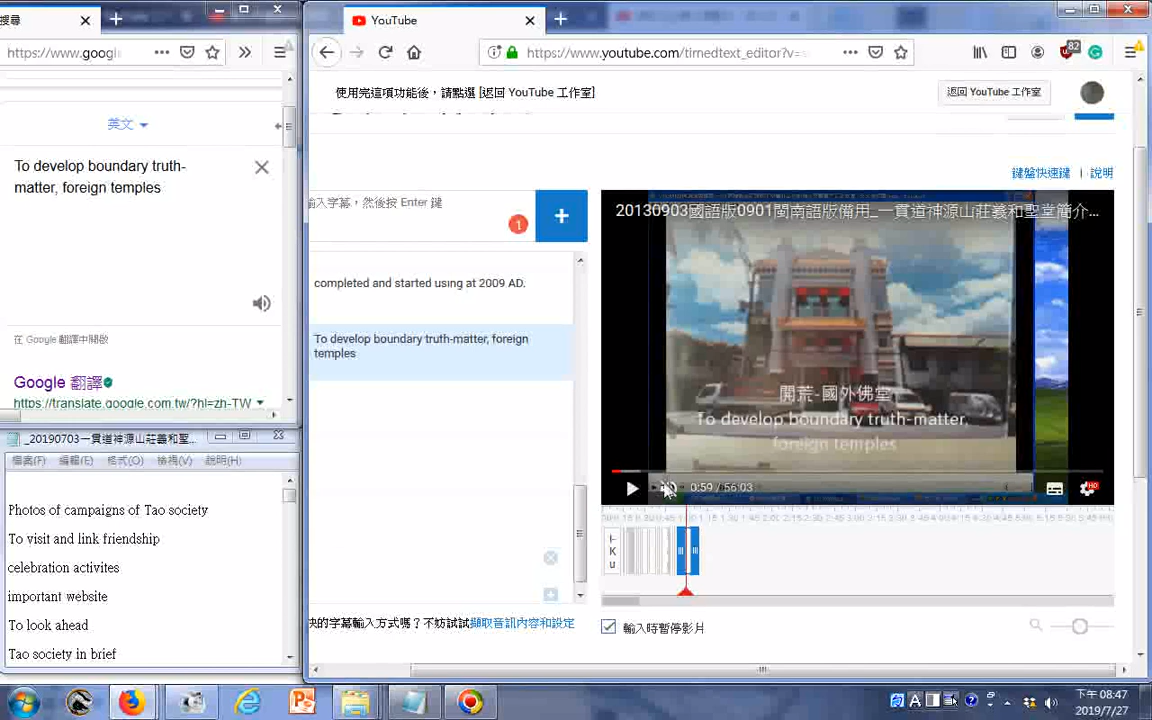 搜尋
https://www.googl
英文
To develop boundary truth-
matter, foreign temples
在 Google 翻譯中開啟
Google 翻譯
https://translate.google.com.tw/?hl=zh-TW
_20190703一貫道神源山莊義和聖...
檔案(F) 編輯(E) 格式(O) 檢視(V) 說明(H)
Photos of campaigns of Tao society
To visit and link friendship
celebration activites
important website
To look ahead
Tao society in brief
YouTube
https://www.youtube.com/timedtext_editor?v=
82
使用完這項功能後，請點選 [返回 YouTube 工作室]
返回 YouTube 工作室
鍵盤快速鍵 | 說明
輸入字幕，然後按 Enter 鍵
1
completed and started using at 2009 AD.
To develop boundary truth-matter, foreign
temples
快的字幕輸入方式嗎？不妨試試擷取音訊內容和設定
20130903國語版0901閩南語版備用_一貫道神源山莊義和聖堂簡介...
開荒-國外佛堂
To develop boundary truth-matter,
foreign temples
0:59 / 56:03
HD
K
u
輸入時暫停影片
下午 08:47
2019/7/27